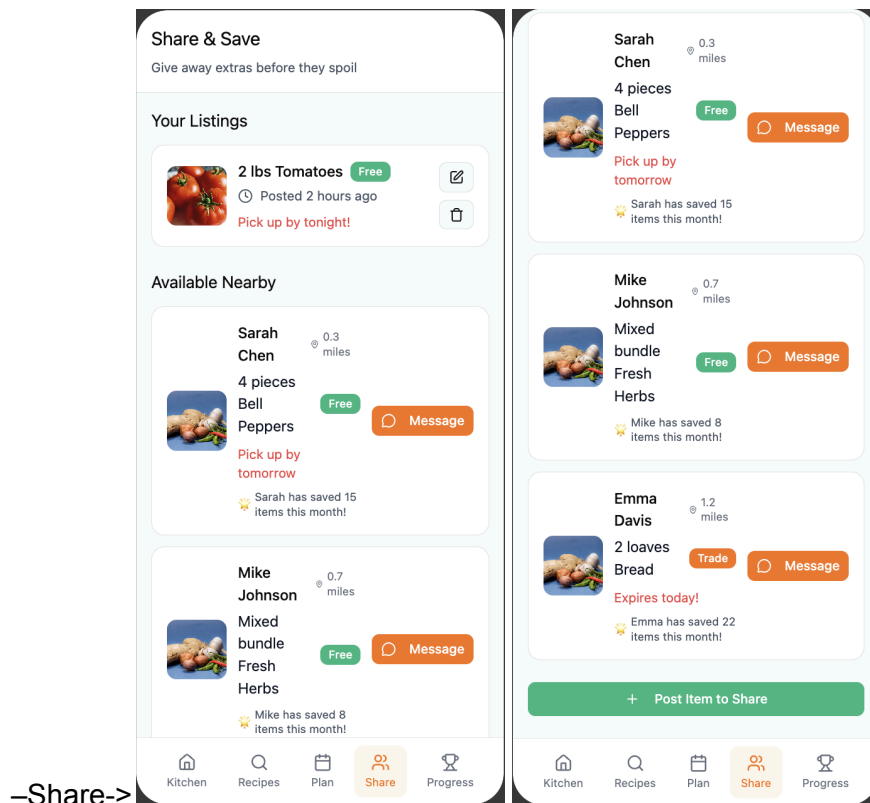 Share & Save
Give away extras before they spoil
Your Listings
2 lbs Tomatoes Free
Posted 2 hours ago
Pick up by tonight!
Available Nearby
Sarah
Chen
0.3
miles
4 pieces
Bell
Peppers
Free
Message
Pick up by
tomorrow
Sarah has saved 15
items this month!
Mike
Johnson
0.7
miles
Mixed
bundle
Fresh
Herbs
Free
Message
Mike has saved 8
items this month!
Kitchen
Recipes
Plan
Share
Progress
Sarah
Chen
0.3
miles
4 pieces
Bell
Peppers
Free
Message
Pick up by
tomorrow
Sarah has saved 15
items this month!
Mike
Johnson
0.7
miles
Mixed
bundle
Fresh
Herbs
Free
Message
Mike has saved 8
items this month!
Emma
Davis
1.2
miles
2 loaves
Bread
Trade
Message
Expires today!
Emma has saved 22
items this month!
+ Post Item to Share
Kitchen
Recipes
Plan
Share
Progress
–Share->